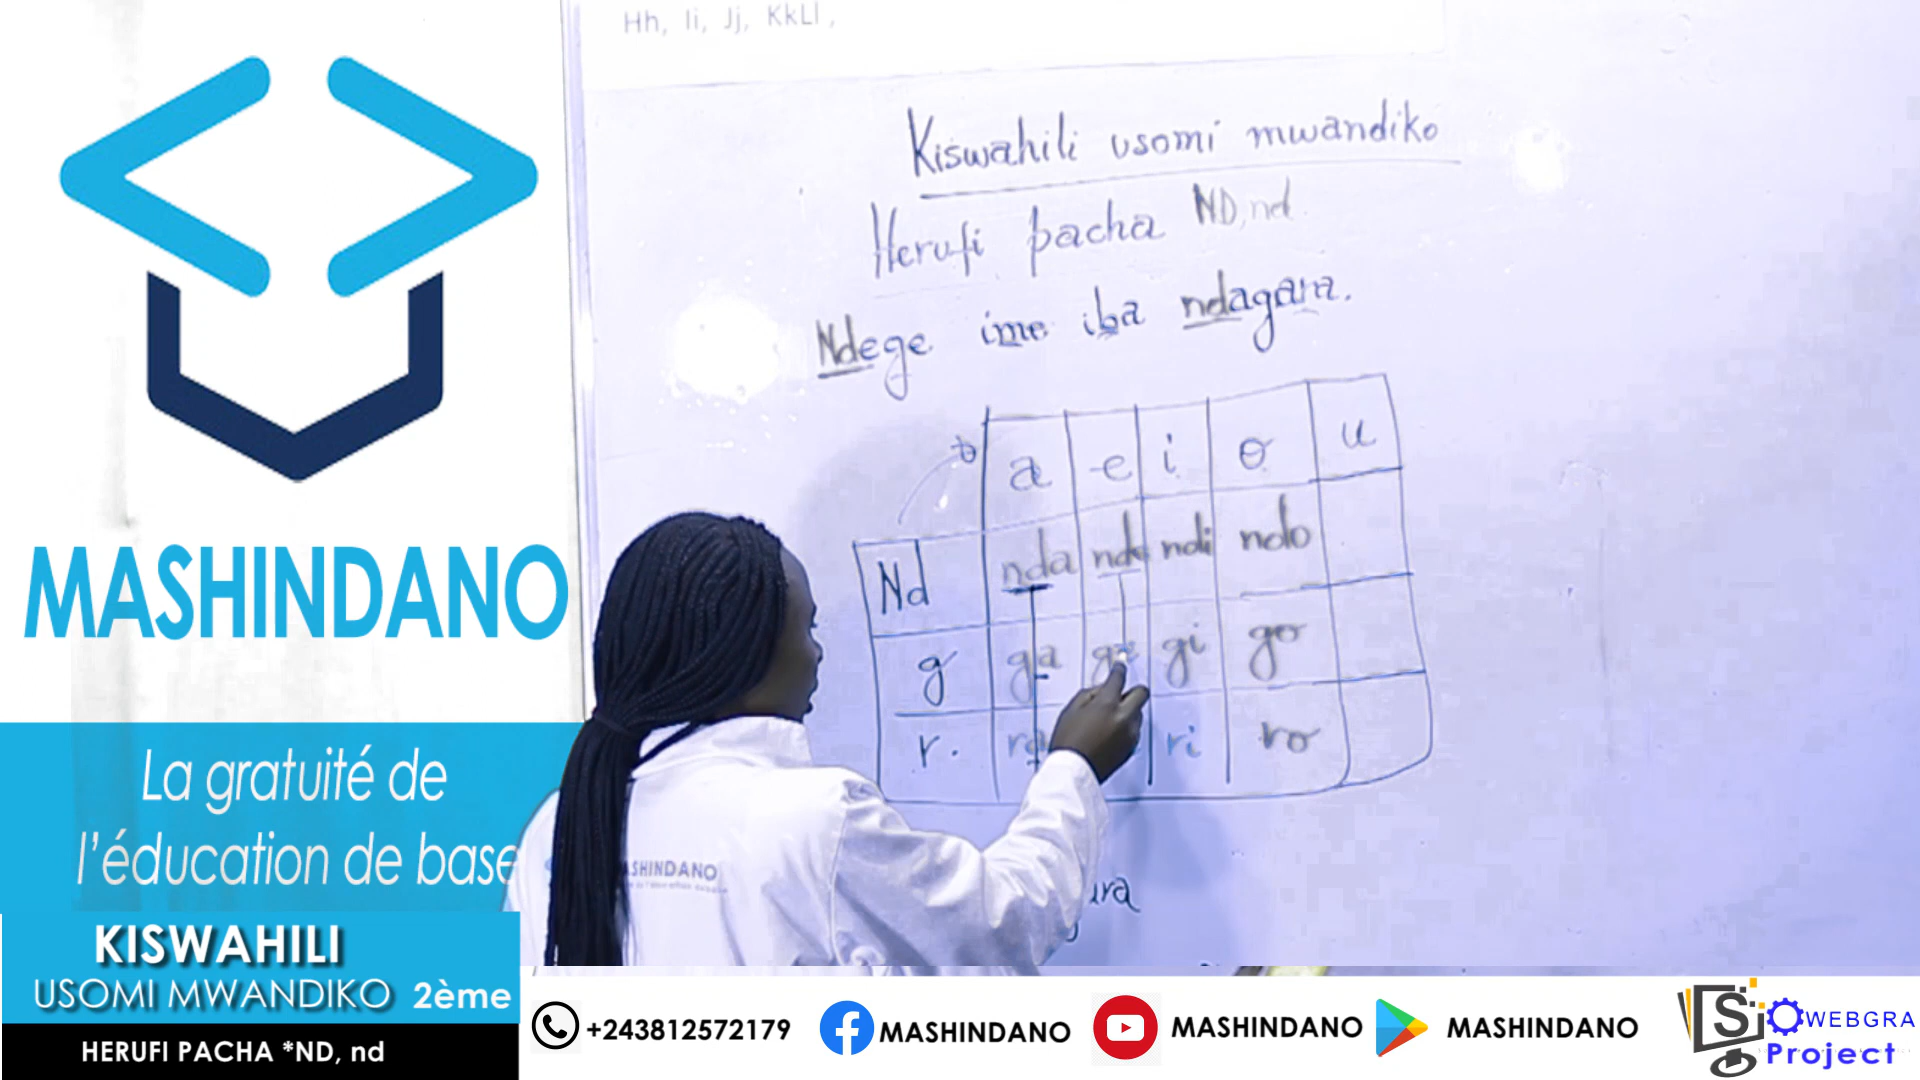 Hh, Ii, Jj, KkLl,
Kiswahili usomi mwandiko
Herufi pacha ND, nd.
Ndege ime iba ndagara.
a e i o u
Nd nda nde ndi ndo
g ga ge gi go
r. ra ri ro
MASHINDANO
La gratuité de
l'éducation de base
KISWAHILI
USOMI MWANDIKO 2ème
HERUFI PACHA *ND, nd
+243812572179 MASHINDANO MASHINDANO MASHINDANO
WEBGRA
Project